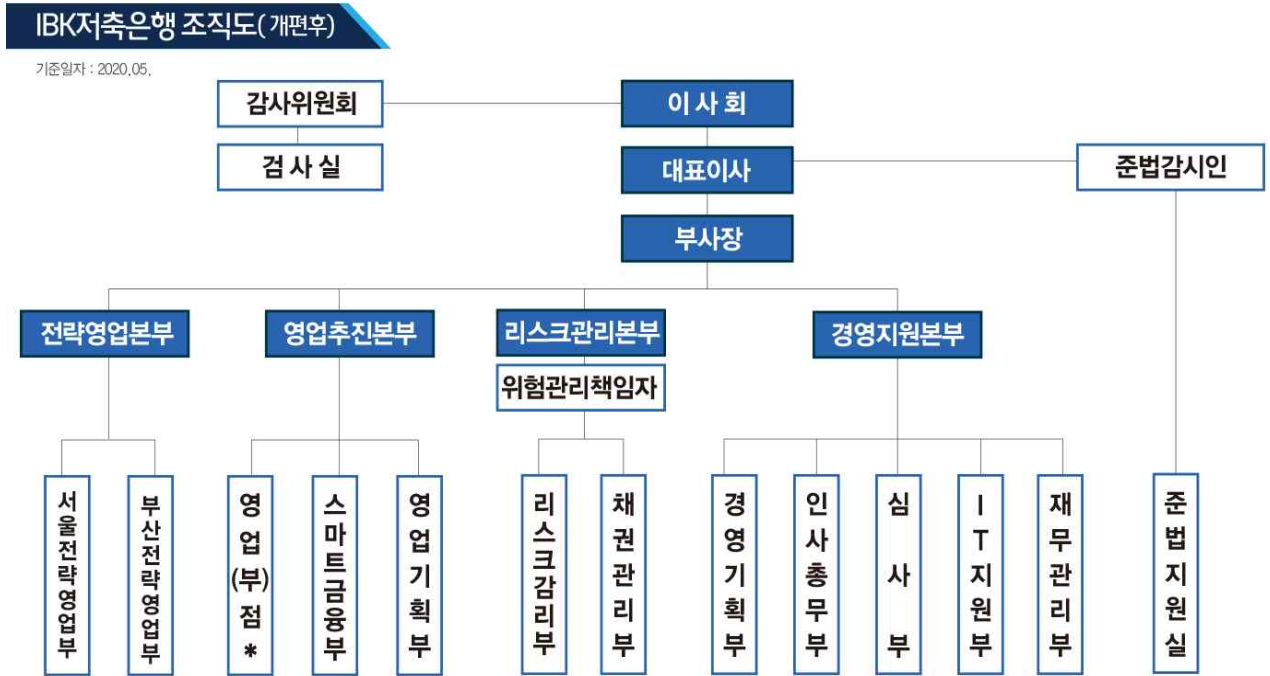 IBK저축은행 조직도( 개편후)
기준일자 : 2020.05.
감사위원회
이 사 회
검 사 실
대표이사
준법감시인
부사장
전략영업본부
영업추진본부
리스크관리본부
경영지원본부
위험관리책임자
서울전략영업부
부산전략영업부
영업(부)점*
스마트금융부
영업기획부
리스크감리부
채권관리부
경영기획부
인사총무부
심사부
IT지원부
재무관리부
준법지원실